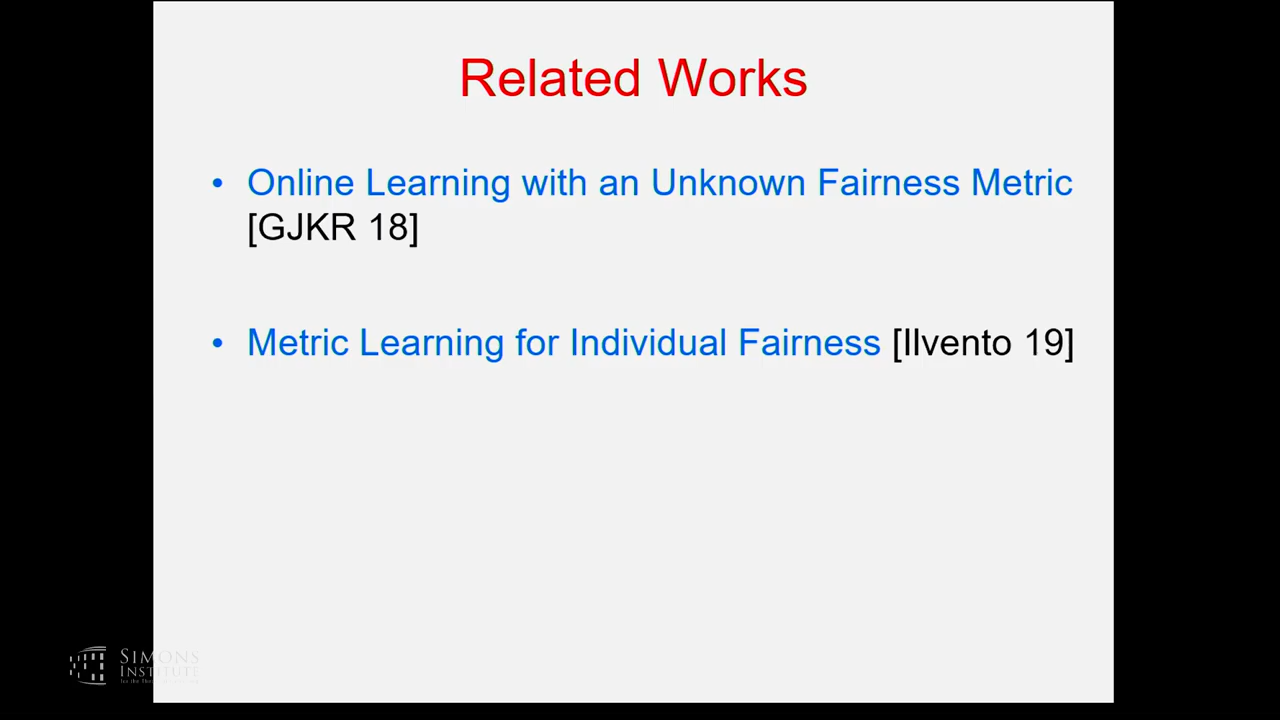 Related Works
• Online Learning with an Unknown Fairness Metric
[GJKR 18]
• Metric Learning for Individual Fairness [Ilvento 19]
SIMONS
INSTITUTE